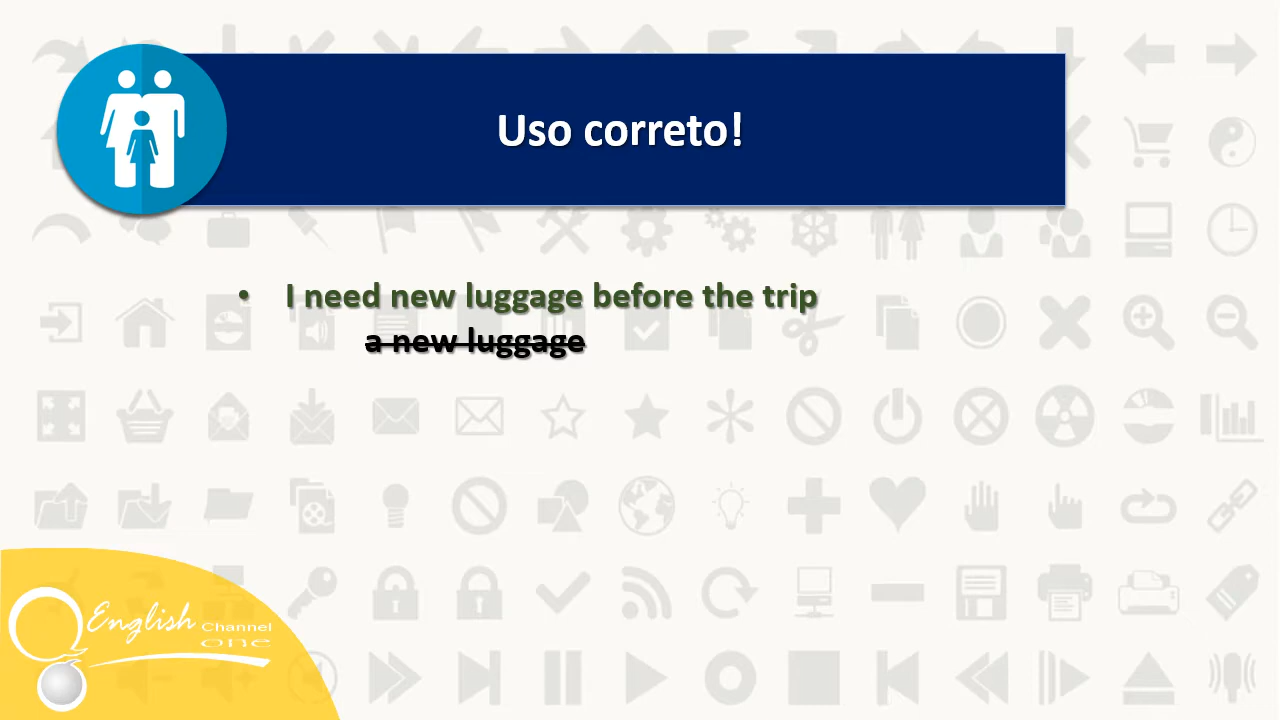 Uso correto!
• I need new luggage before the trip
a new luggage
English Channel
one